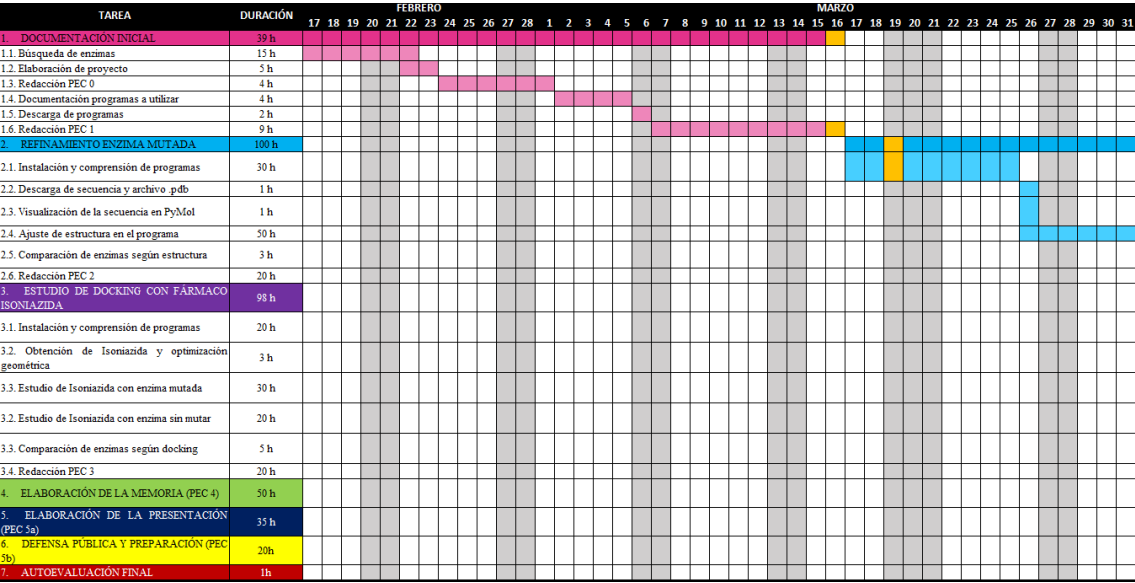 TAREA DURACIÓN FEBRERO MARZO
17 18 19 20 21 22 23 24 25 26 27 28 1 2 3 4 5 6 7 8 9 10 11 12 13 14 15 16 17 18 19 20 21 22 23 24 25 26 27 28 29 30 31
1. DOCUMENTACIÓN INICIAL 39 h
1.1. Búsqueda de enzimas 15 h
1.2. Elaboración de proyecto 5 h
1.3. Redacción PEC 0 4 h
1.4. Documentación programas a utilizar 4 h
1.5. Descarga de programas 2 h
1.6. Redacción PEC 1 9 h
2. REFINAMIENTO ENZIMA MUTADA 100 h
2.1. Instalación y comprensión de programas 30 h
2.2. Descarga de secuencia y archivo .pdb 1 h
2.3. Visualización de la secuencia en PyMol 1 h
2.4. Ajuste de estructura en el programa 50 h
2.5. Comparación de enzimas según estructura 3 h
2.6. Redacción PEC 2 20 h
3. ESTUDIO DE DOCKING CON FÁRMACO
ISONIAZIDA 98 h
3.1. Instalación y comprensión de programas 20 h
3.2. Obtención de Isoniazida y optimización
geométrica 3 h
3.3. Estudio de Isoniazida con enzima mutada 30 h
3.2. Estudio de Isoniazida con enzima sin mutar 20 h
3.3. Comparación de enzimas según docking 5 h
3.4. Redacción PEC 3 20 h
4. ELABORACIÓN DE LA MEMORIA (PEC 4) 50 h
5. ELABORACIÓN DE LA PRESENTACIÓN
(PEC 5a) 35 h
6. DEFENSA PÚBLICA Y PREPARACIÓN (PEC
5b) 20h
7. AUTOEVALUACIÓN FINAL 1h